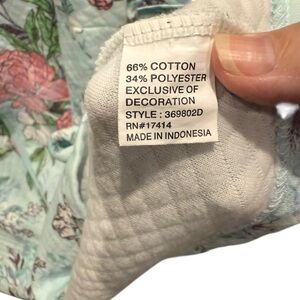 66% COTTON
34% POLYESTER
EXCLUSIVE OF
DECORATION
STYLE : 369802D
RN#17414
MADE IN INDONESIA